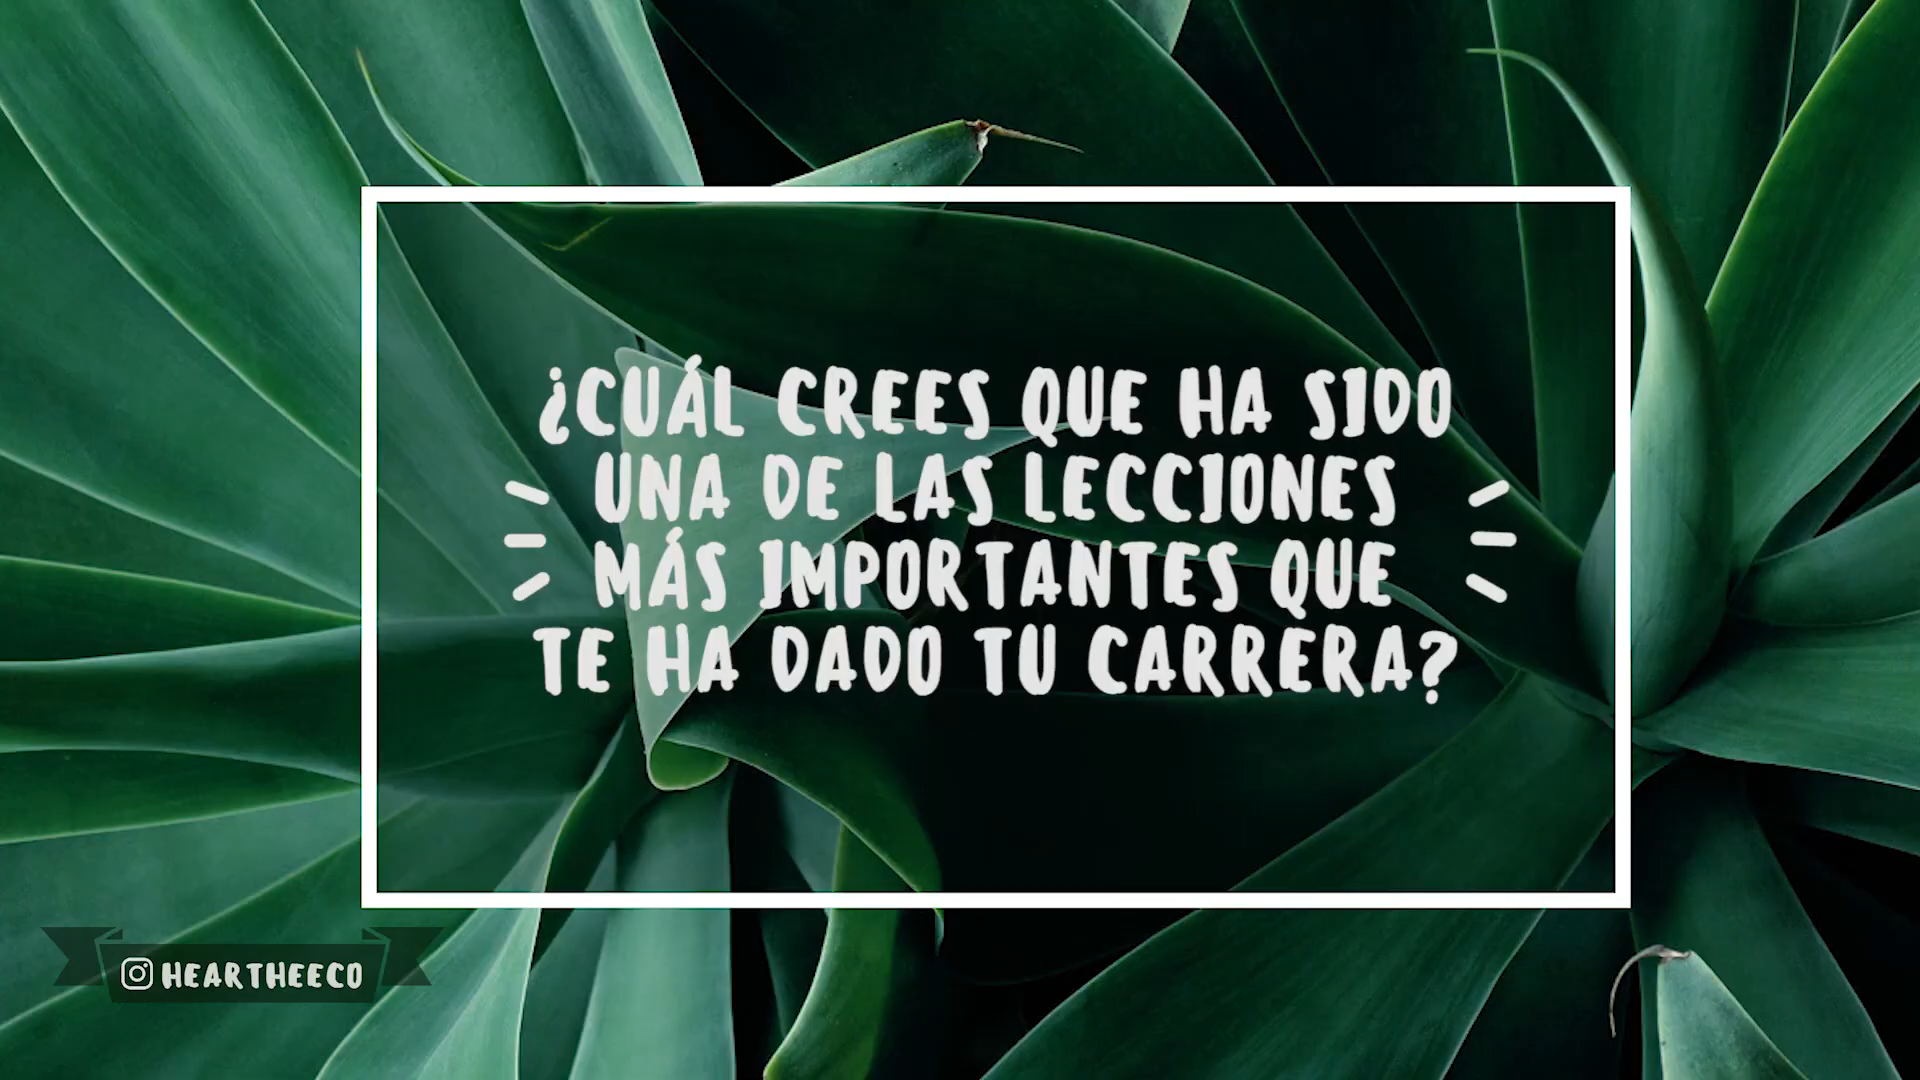 ¿CUÁL CREES QUE HA SIDO
UNA DE LAS LECCIONES
MÁS IMPORTANTES QUE
TE HA DADO TU CARRERA?
HEARTHEECO